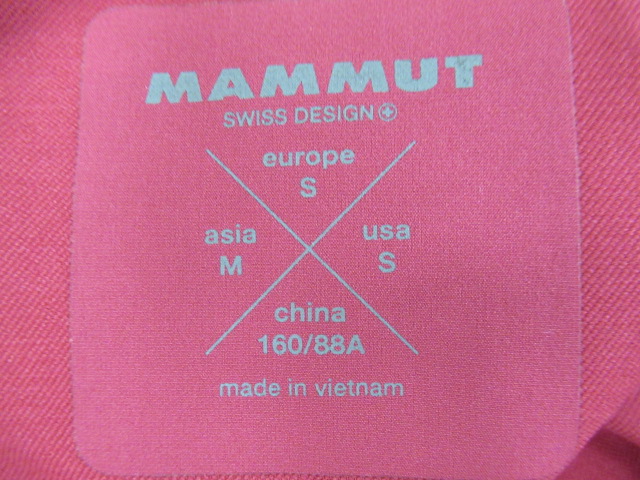 MAMMUT
SWISS DESIGN
europe
S
asia
M
usa
S
china
160/88A
made in vietnam